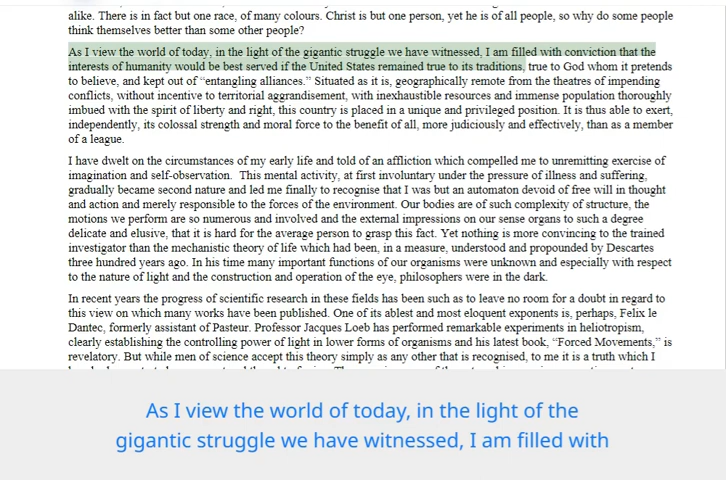 alike. There is in fact but one race, of many colours. Christ is but one person, yet he is of all people, so why do some people
think themselves better than some other people?
As I view the world of today, in the light of the gigantic struggle we have witnessed, I am filled with conviction that the
interests of humanity would be best served if the United States remained true to its traditions, true to God whom it pretends
to believe, and kept out of “entangling alliances.” Situated as it is, geographically remote from the theatres of impending
conflicts, without incentive to territorial aggrandisement, with inexhaustible resources and immense population thoroughly
imbued with the spirit of liberty and right, this country is placed in a unique and privileged position. It is thus able to exert,
independently, its colossal strength and moral force to the benefit of all, more judiciously and effectively, than as a member
of a league.
I have dwelt on the circumstances of my early life and told of an affliction which compelled me to unremitting exercise of
imagination and self-observation. This mental activity, at first involuntary under the pressure of illness and suffering,
gradually became second nature and led me finally to recognise that I was but an automaton devoid of free will in thought
and action and merely responsible to the forces of the environment. Our bodies are of such complexity of structure, the
motions we perform are so numerous and involved and the external impressions on our sense organs to such a degree
delicate and elusive, that it is hard for the average person to grasp this fact. Yet nothing is more convincing to the trained
investigator than the mechanistic theory of life which had been, in a measure, understood and propounded by Descartes
three hundred years ago. In his time many important functions of our organisms were unknown and especially with respect
to the nature of light and the construction and operation of the eye, philosophers were in the dark.
In recent years the progress of scientific research in these fields has been such as to leave no room for a doubt in regard to
this view on which many works have been published. One of its ablest and most eloquent exponents is, perhaps, Felix le
Dantec, formerly assistant of Pasteur. Professor Jacques Loeb has performed remarkable experiments in heliotropism,
clearly establishing the controlling power of light in lower forms of organisms and his latest book, “Forced Movements,” is
revelatory. But while men of science accept this theory simply as any other that is recognised, to me it is a truth which I
As I view the world of today, in the light of the
gigantic struggle we have witnessed, I am filled with